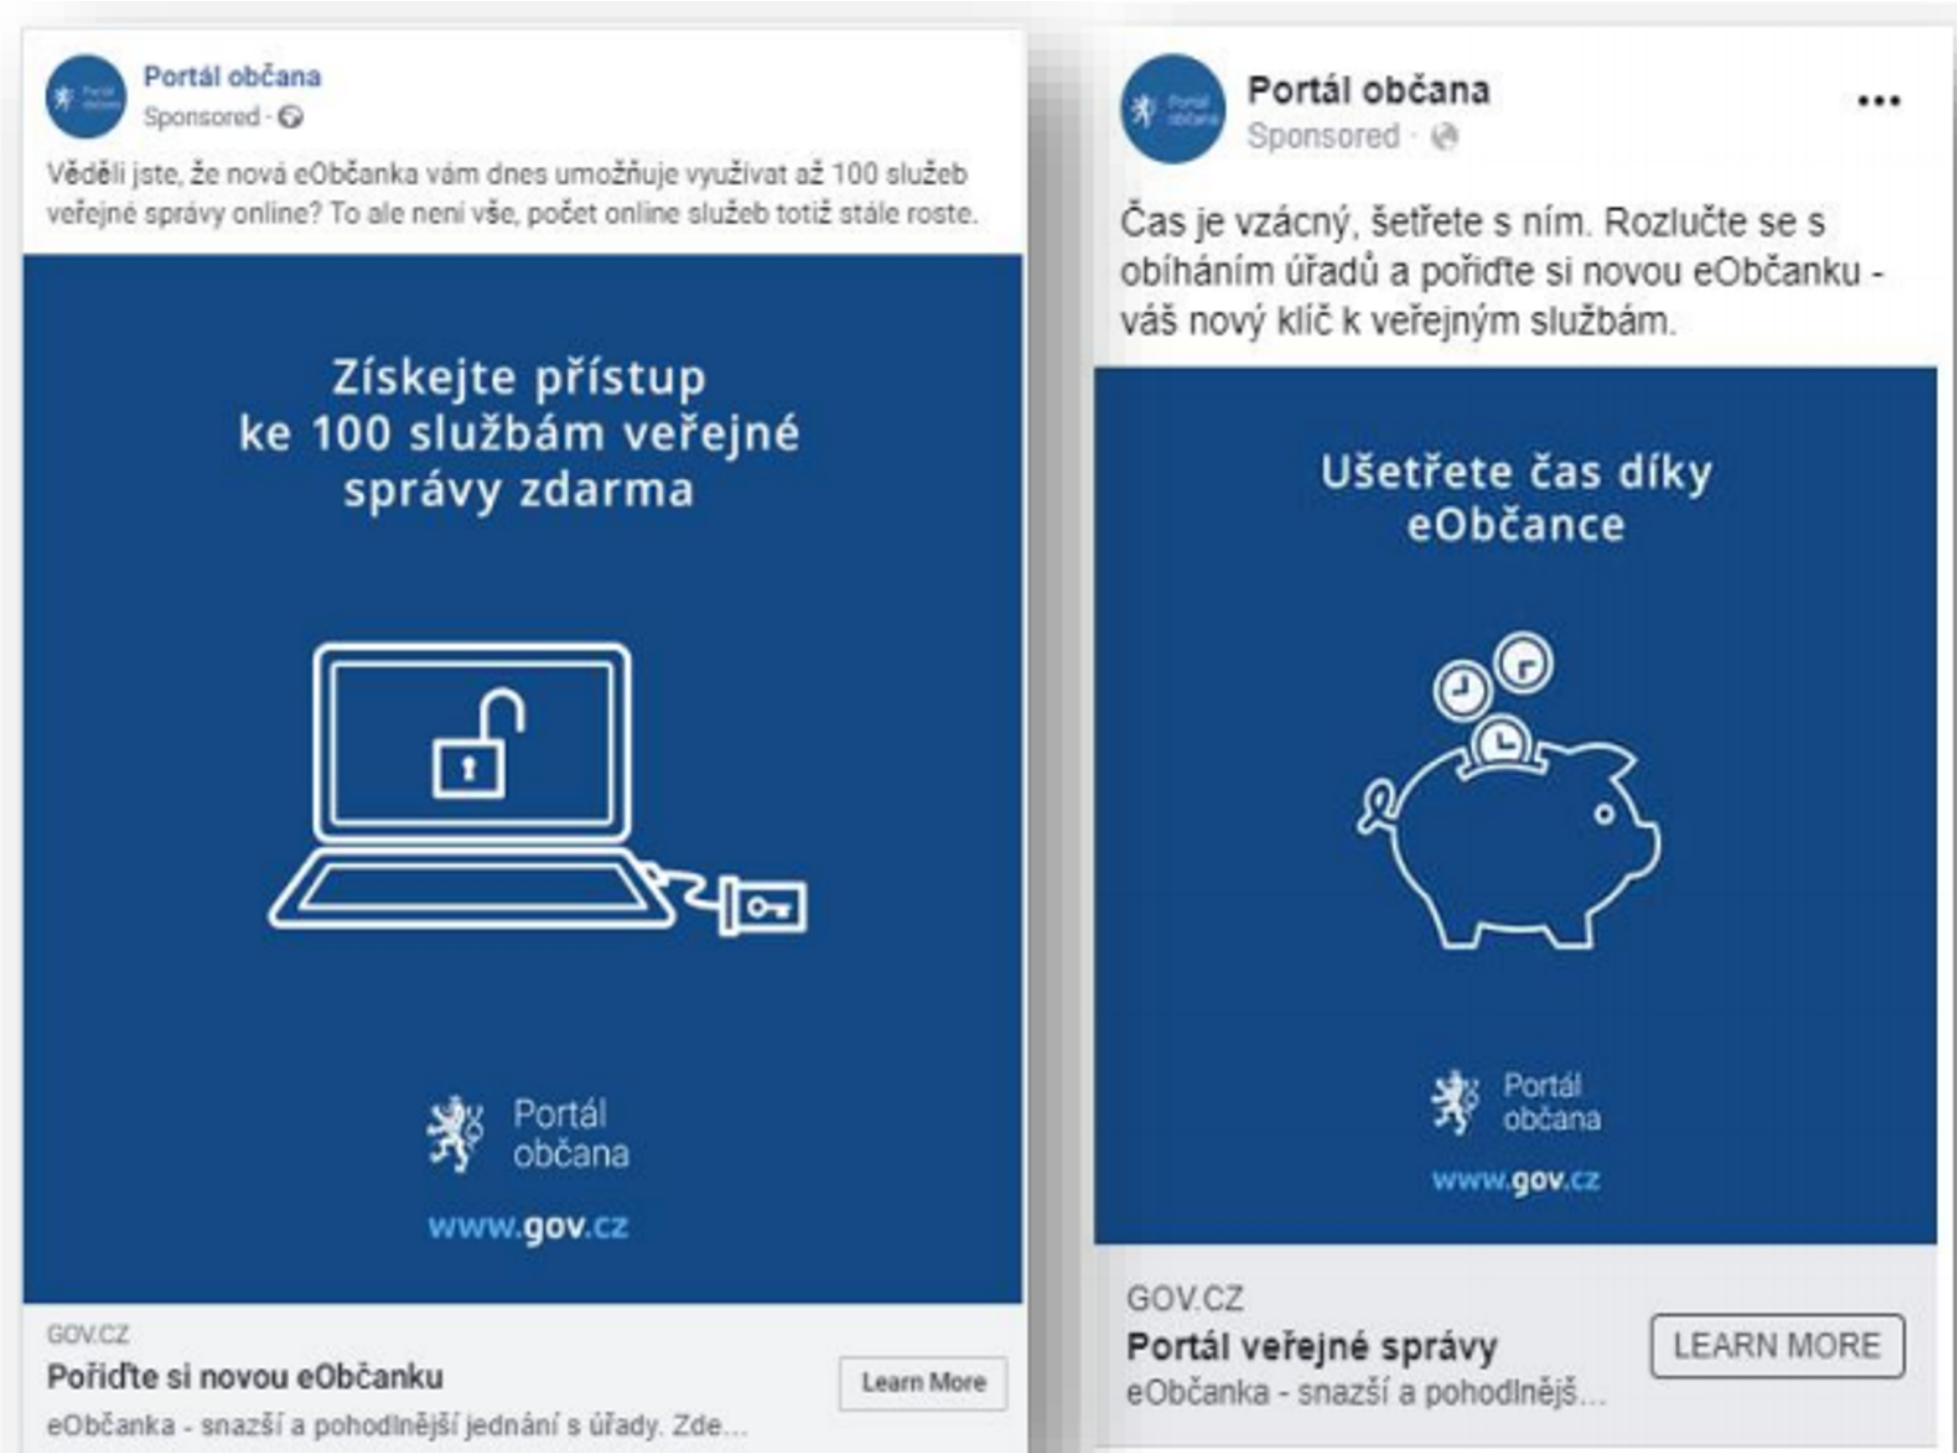 Portál občana
Sponsored ·
Věděli jste, že nová eObčanka vám dnes umožňuje využívat až 100 služeb
veřejné správy online? To ale není vše, počet online služeb totiž stále roste.
Získejte přístup
ke 100 službám veřejné
správy zdarma
Portál
občana
www.gov.cz
GOV.CZ
Pořiďte si novou eObčanku
eObčanka - snazší a pohodlnější jednání s úřady. Zde...
Learn More
Portál občana
Sponsored ·
Čas je vzácný, šetřete s ním. Rozlučte se s
obíháním úřadů a pořiďte si novou eObčanku -
váš nový klíč k veřejným službám.
Ušetřete čas díky
eObčance
Portál
občana
www.gov.cz
GOV.CZ
Portál veřejné správy
eObčanka - snazší a pohodlnějš...
LEARN MORE